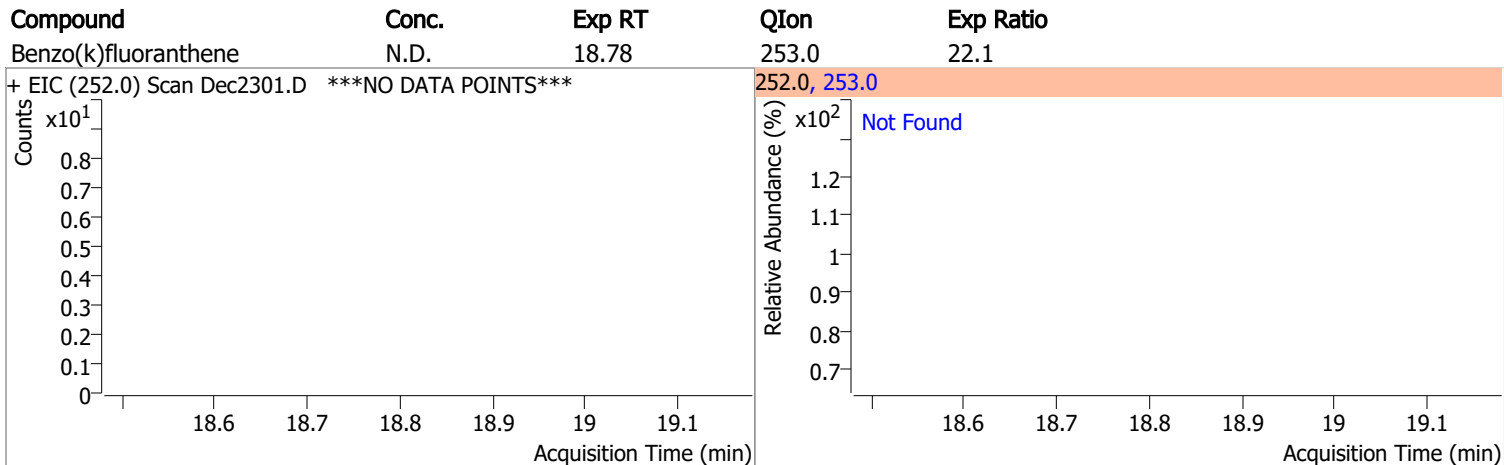 Compound Conc. Exp RT QIon Exp Ratio
Benzo(k)fluoranthene N.D. 18.78 253.0 22.1
+ EIC (252.0) Scan Dec2301.D ***NO DATA POINTS***
Counts
x10¹
0.8
0.7
0.6
0.5
0.4
0.3
0.2
0.1
0
18.6 18.7 18.8 18.9 19 19.1
Acquisition Time (min)
252.0, 253.0
Relative Abundance (%)
x10²
Not Found
1.2
1.1
1
0.9
0.8
0.7
18.6 18.7 18.8 18.9 19 19.1
Acquisition Time (min)